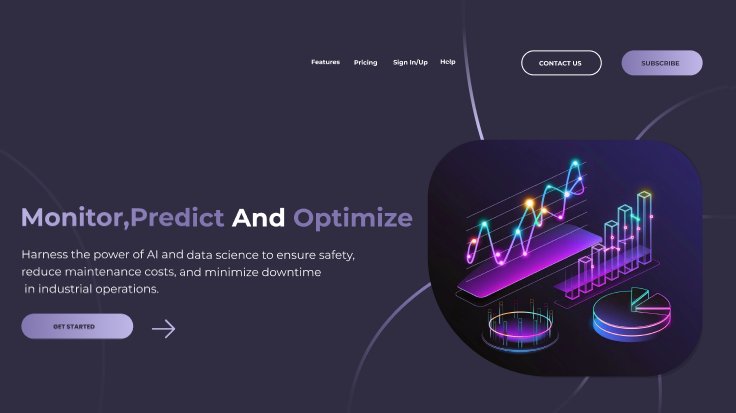 Features Pricing Sign In/Up Help CONTACT US SUBSCRIBE
Monitor,Predict And Optimize
Harness the power of AI and data science to ensure safety,
reduce maintenance costs, and minimize downtime
in industrial operations.
GET STARTED